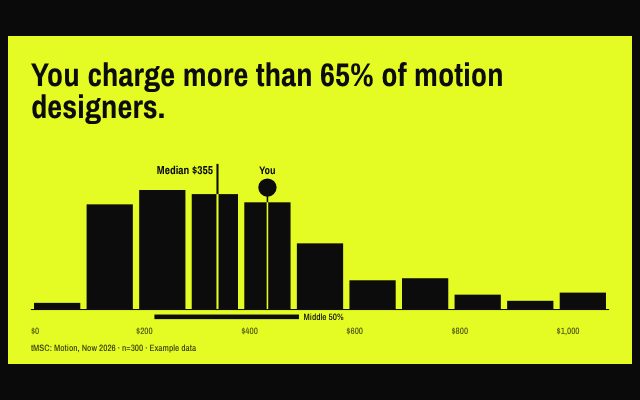 You charge more than 65% of motion
designers.
Median $355
You
Middle 50%
$0
$200
$400
$600
$800
$1,000
tMSC: Motion, Now 2026 · n=300 · Example data